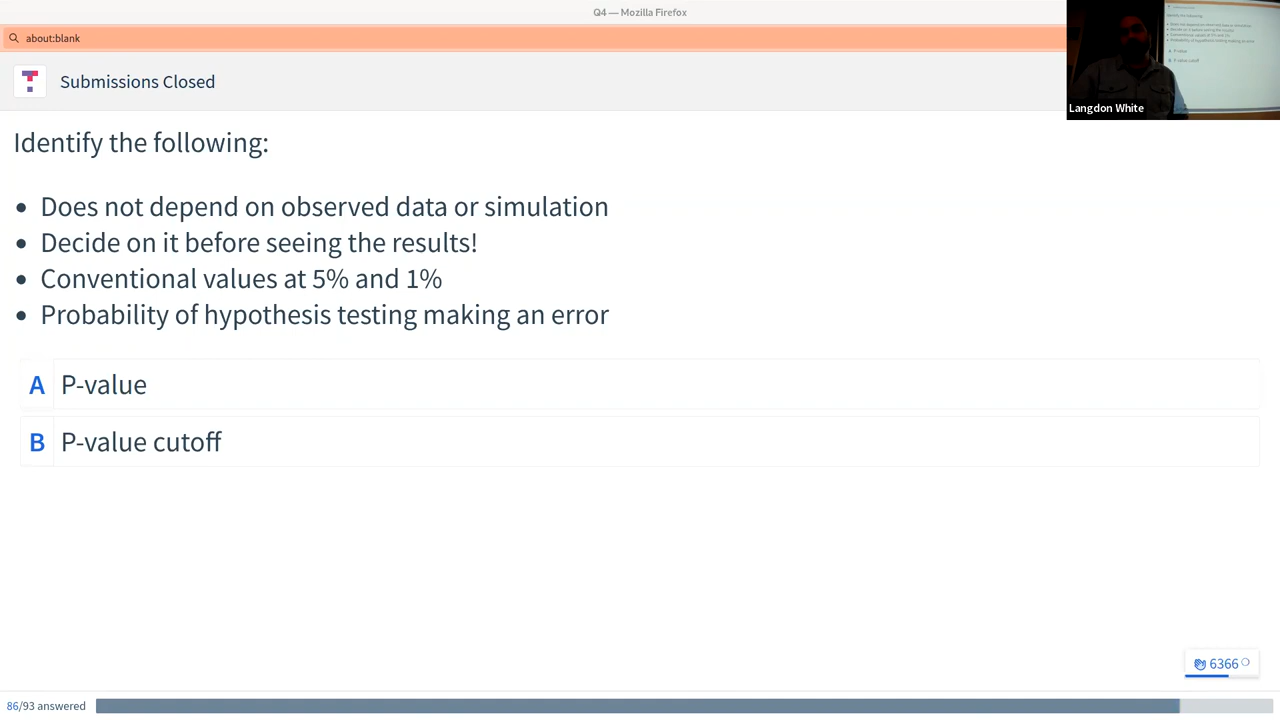 Q4 — Mozilla Firefox
about:blank
Submissions Closed
Langdon White
Identify the following:
• Does not depend on observed data or simulation
• Decide on it before seeing the results!
• Conventional values at 5% and 1%
• Probability of hypothesis testing making an error
A P-value
B P-value cutoff
6366
86/93 answered